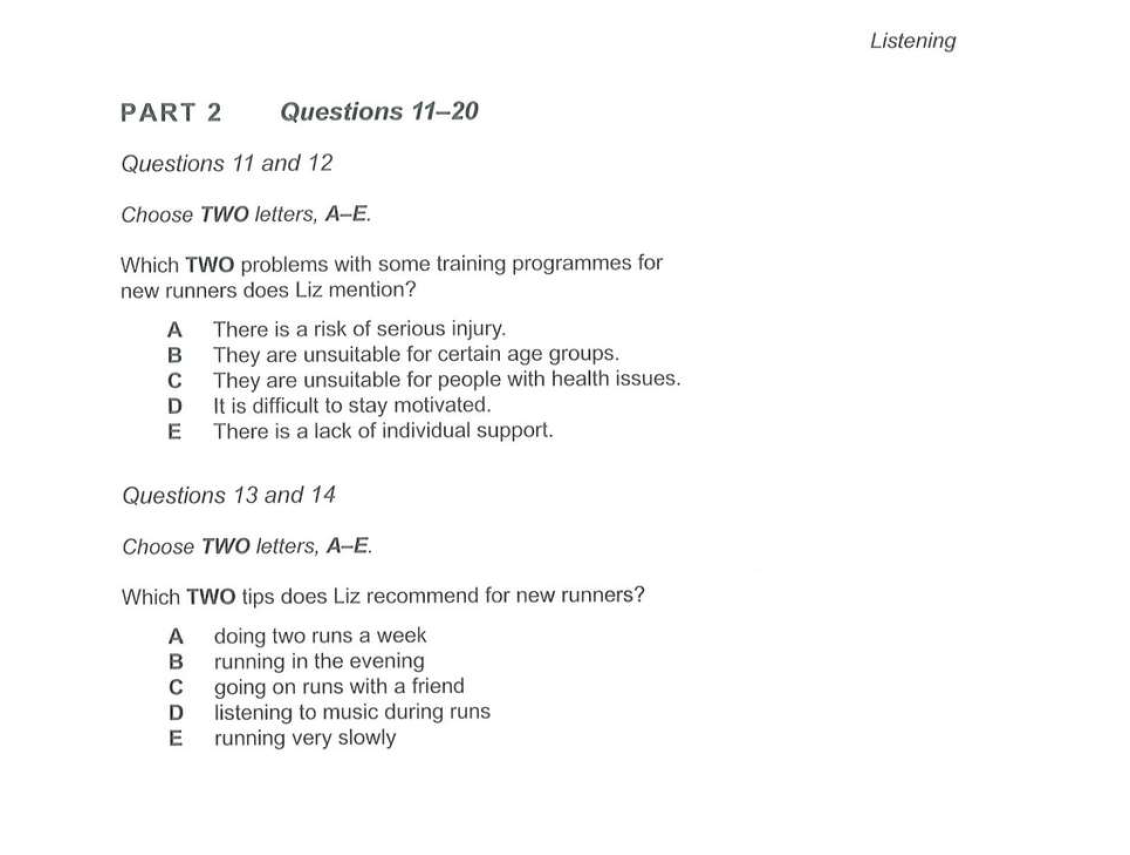 Listening
PART 2 Questions 11–20
Questions 11 and 12
Choose TWO letters, A–E.
Which TWO problems with some training programmes for
new runners does Liz mention?
A There is a risk of serious injury.
B They are unsuitable for certain age groups.
C They are unsuitable for people with health issues.
D It is difficult to stay motivated.
E There is a lack of individual support.
Questions 13 and 14
Choose TWO letters, A–E.
Which TWO tips does Liz recommend for new runners?
A doing two runs a week
B running in the evening
C going on runs with a friend
D listening to music during runs
E running very slowly